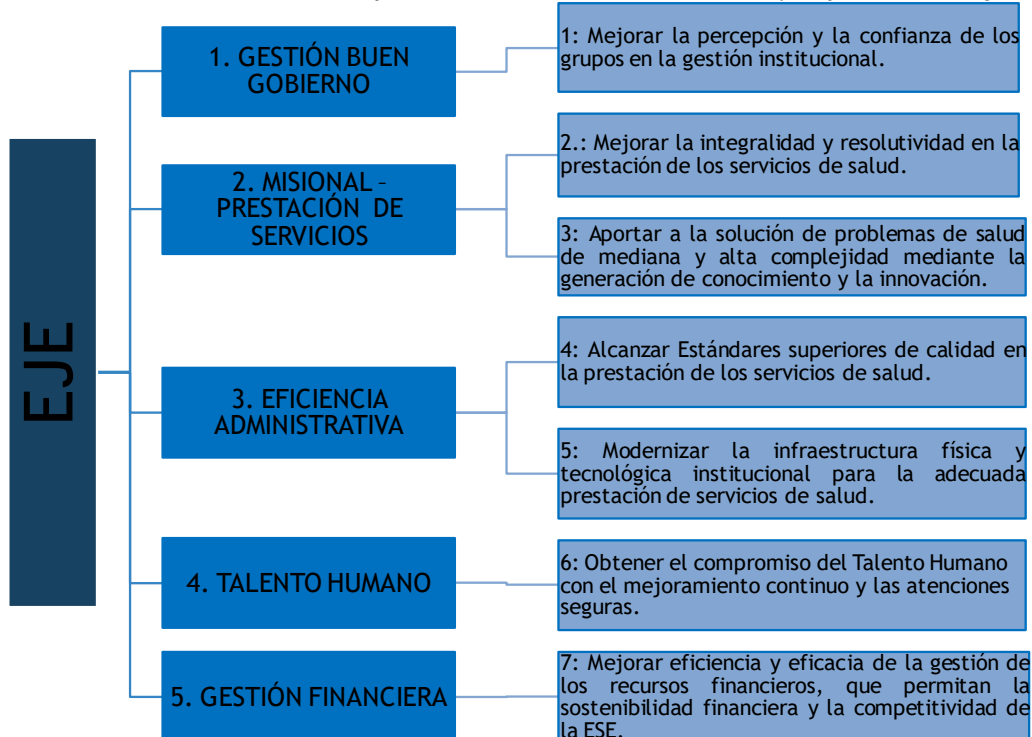 EJE
1. GESTIÓN BUEN
GOBIERNO
1: Mejorar la percepción y la confianza de los
grupos en la gestión institucional.
2. MISIONAL –
PRESTACIÓN DE
SERVICIOS
2.: Mejorar la integralidad y resolutividad en la
prestación de los servicios de salud.
3: Aportar a la solución de problemas de salud
de mediana y alta complejidad mediante la
generación de conocimiento y la innovación.
3. EFICIENCIA
ADMINISTRATIVA
4: Alcanzar Estándares superiores de calidad en
la prestación de los servicios de salud.
5: Modernizar la infraestructura física y
tecnológica institucional para la adecuada
prestación de servicios de salud.
4. TALENTO HUMANO
6: Obtener el compromiso del Talento Humano
con el mejoramiento continuo y las atenciones
seguras.
5. GESTIÓN FINANCIERA
7: Mejorar eficiencia y eficacia de la gestión de
los recursos financieros, que permitan la
sostenibilidad financiera y la competitividad de
la ESE.